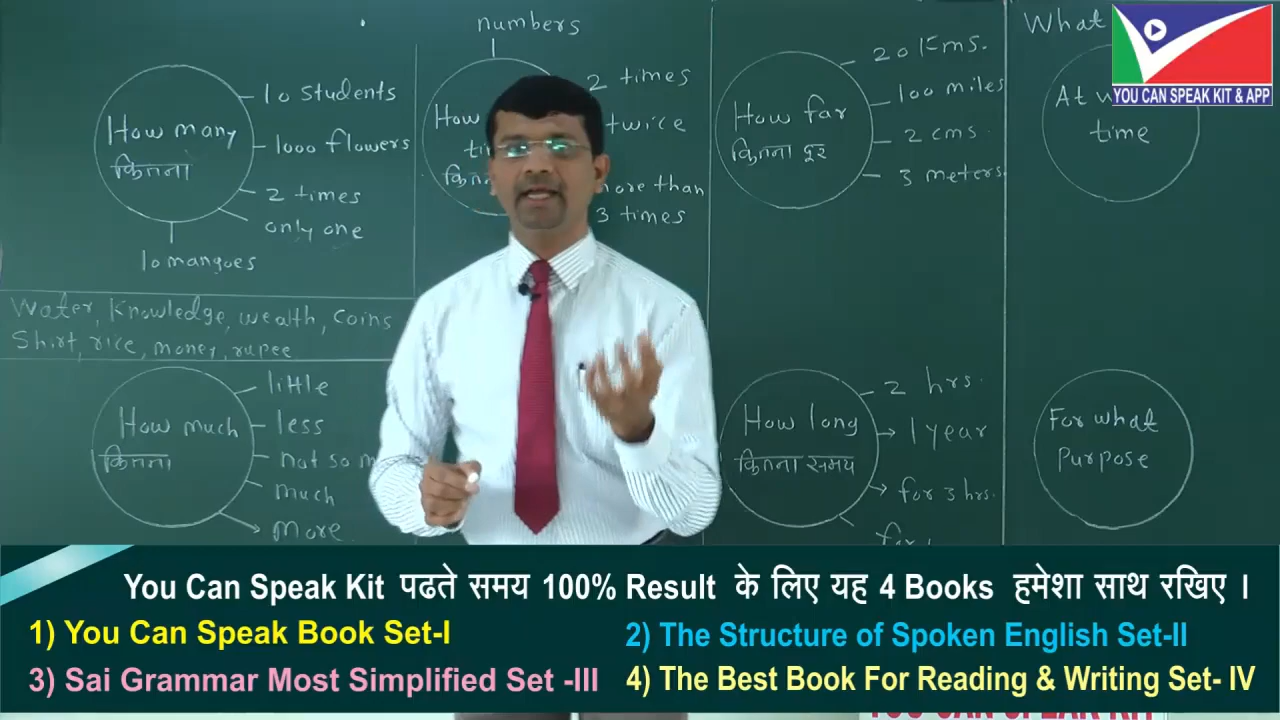 How many
कितना
10 students
1000 flowers
2 times
only one
10 mangoes
numbers
How
2 times
twice
more than
3 times
How far
कितना दूर
20 Kms.
100 miles
2 cms.
3 meters
What
At
time
YOU CAN SPEAK KIT & APP
Water, Knowledge, wealth, coins
Shirt, rice, money, rupee
How much
कितना
little
less
not so
much
More
How long
कितना समय
2 hrs.
1 year
for 3 hrs.
For what
Purpose
You Can Speak Kit पढते समय 100% Result के लिए यह 4 Books हमेशा साथ रखिए ।
1) You Can Speak Book Set-I
2) The Structure of Spoken English Set-II
3) Sai Grammar Most Simplified Set -III
4) The Best Book For Reading & Writing Set- IV